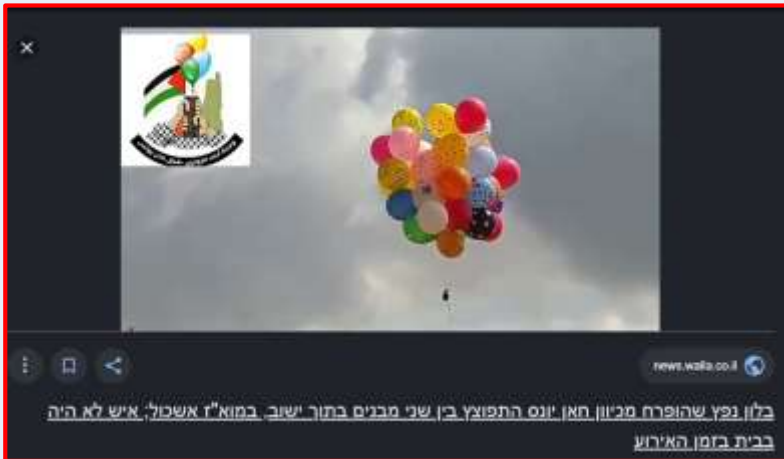 news.walla.co.il
בלון נפץ שהופרח מכיוון חאן יונס התפוצץ בין שני מבנים בתוך ישוב, במוא"ז אשכול; איש לא היה
בבית בזמן האירוע